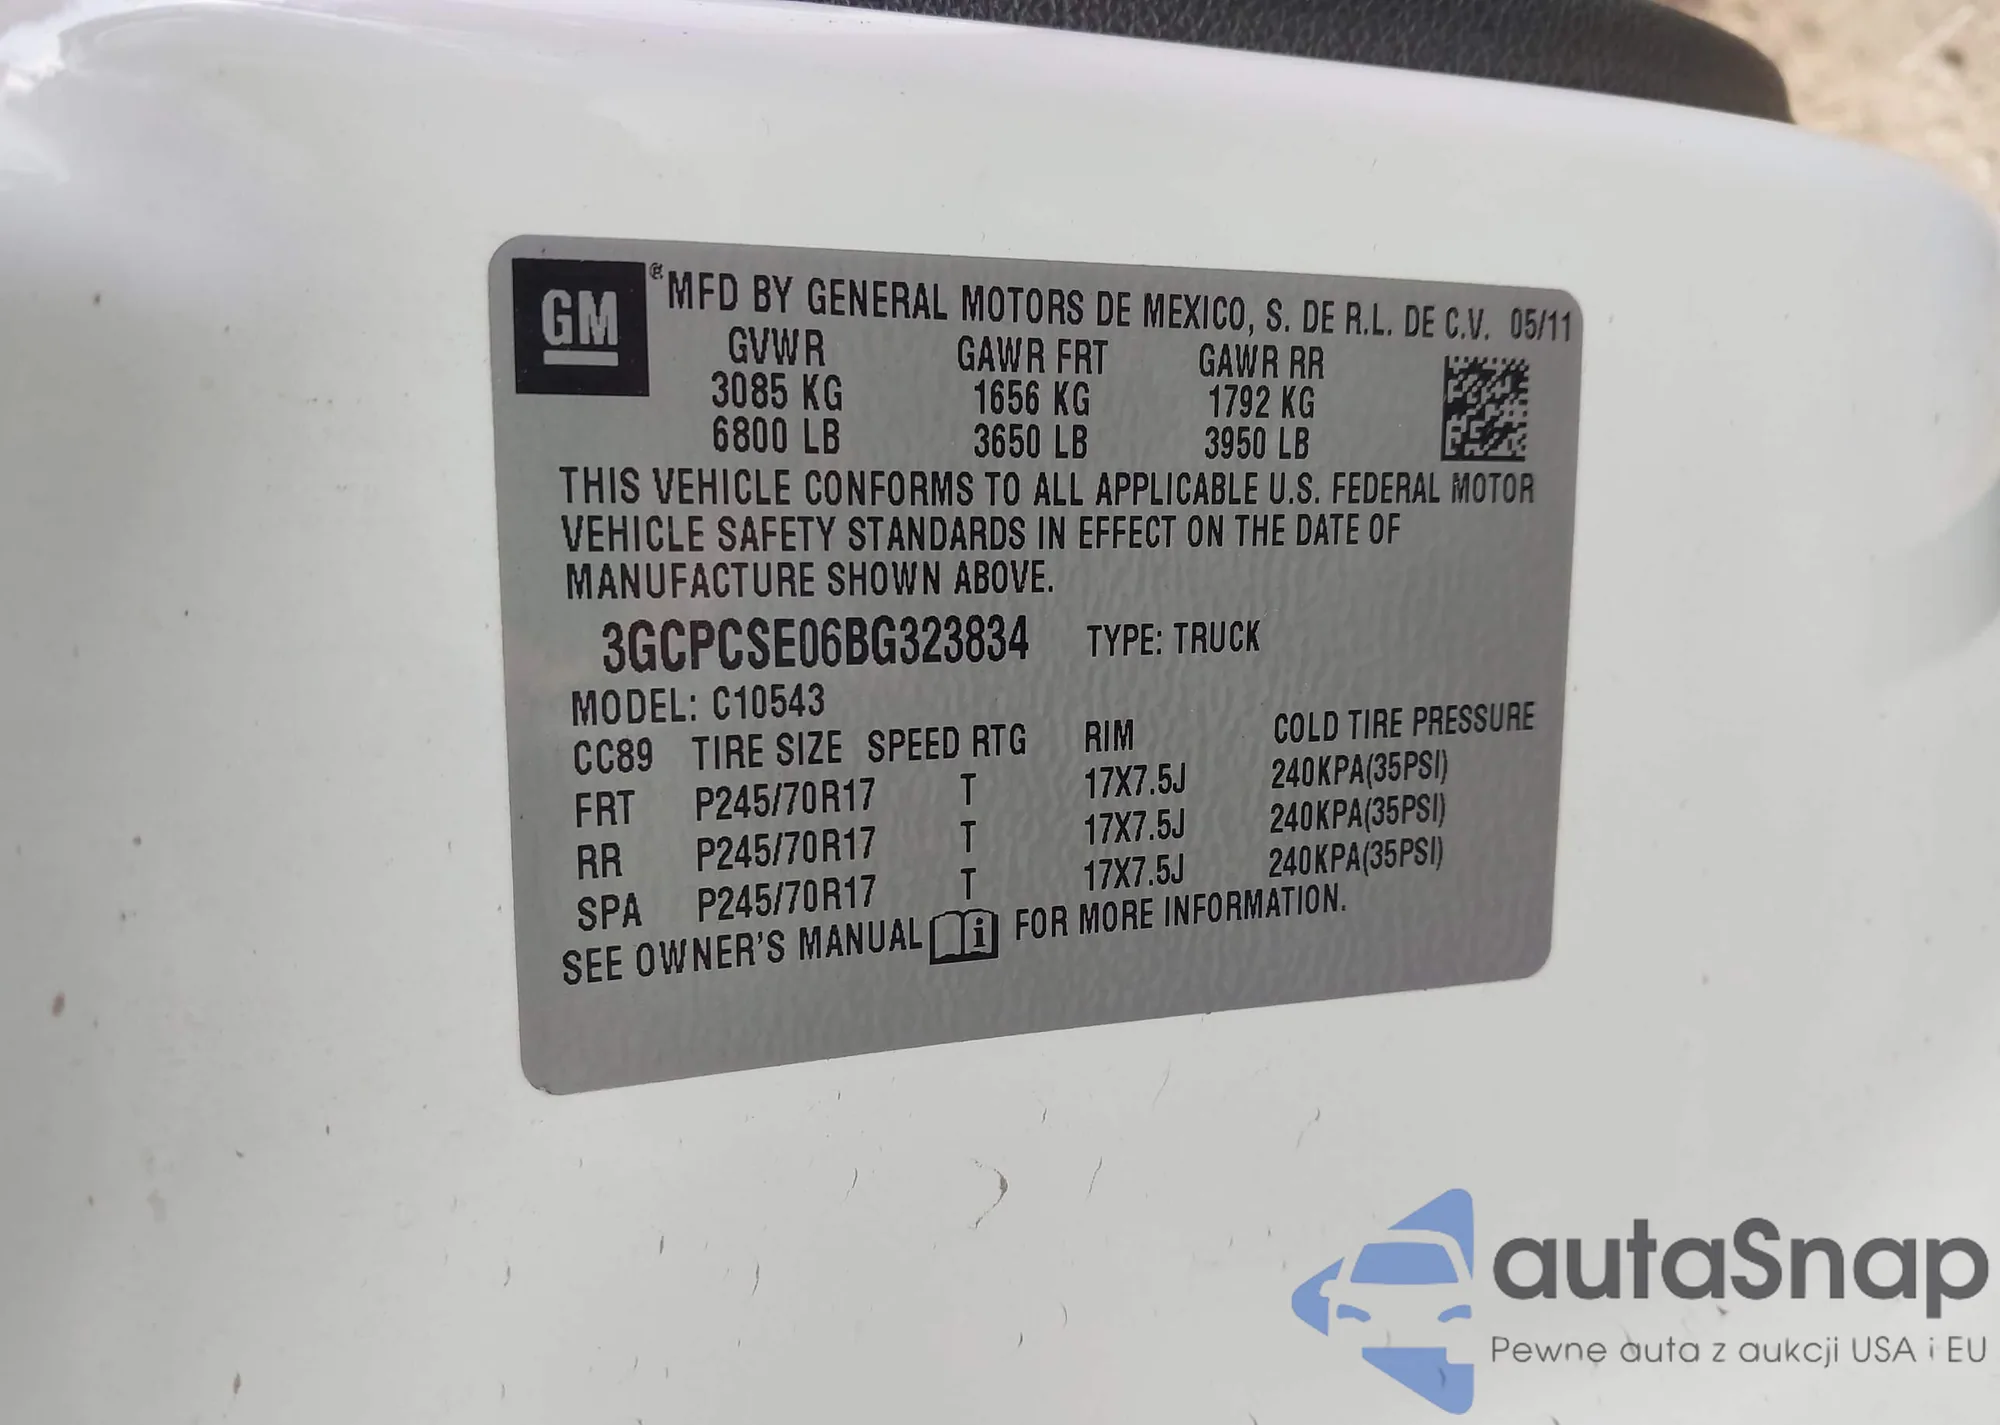 GM
® MFD BY GENERAL MOTORS DE MEXICO, S. DE R.L. DE C.V. 05/11
GVWR GAWR FRT GAWR RR
3085 KG 1656 KG 1792 KG
6800 LB 3650 LB 3950 LB
THIS VEHICLE CONFORMS TO ALL APPLICABLE U.S. FEDERAL MOTOR
VEHICLE SAFETY STANDARDS IN EFFECT ON THE DATE OF
MANUFACTURE SHOWN ABOVE.
3GCPCSE06BG323834 TYPE: TRUCK
MODEL: C10543
CC89 TIRE SIZE SPEED RTG RIM COLD TIRE PRESSURE
FRT P245/70R17 T 17X7.5J 240KPA(35PSI)
RR P245/70R17 T 17X7.5J 240KPA(35PSI)
SPA P245/70R17 T 17X7.5J 240KPA(35PSI)
SEE OWNER'S MANUAL i FOR MORE INFORMATION.
autaSnap
Pewne auta z aukcji USA i EU